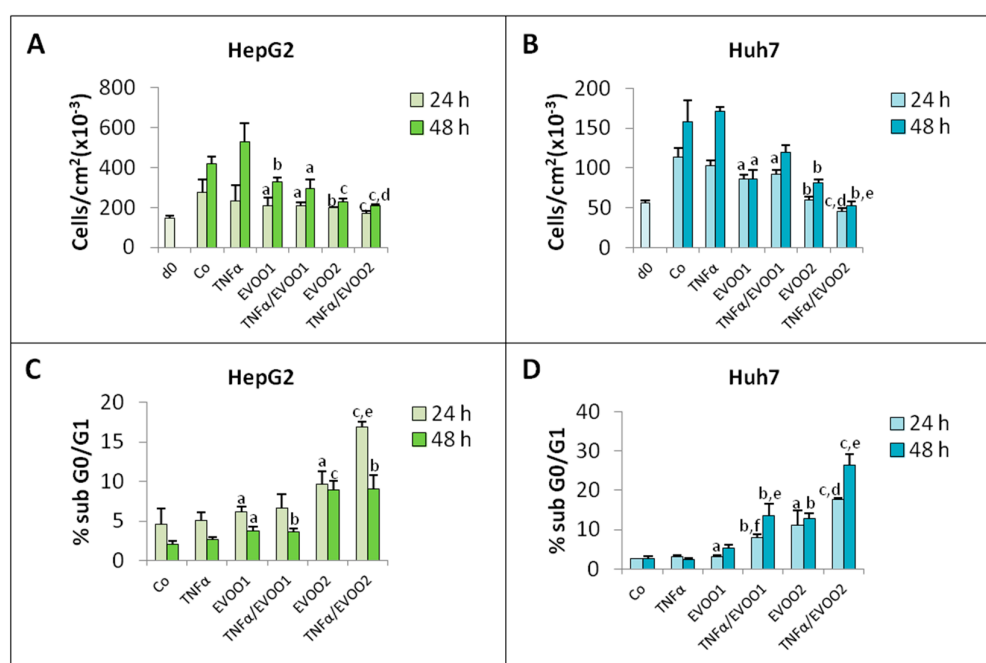 A
HepG2
Cells/cm²(x10⁻³)
800
600
400
200
0
24 h
48 h
a
b
a
a
b
c
c
c,d
d0
Co
TNFα
EVOO1
TNFα/EVOO1
EVOO2
TNFα/EVOO2
B
Huh7
Cells/cm²(x10⁻³)
200
150
100
50
0
24 h
48 h
a
a
a
b
b
c,d
b,e
d0
Co
TNFα
EVOO1
TNFα/EVOO1
EVOO2
TNFα/EVOO2
C
HepG2
% sub G0/G1
20
15
10
5
0
24 h
48 h
a
a
b
a
c
c,e
b
Co
TNFα
EVOO1
TNFα/EVOO1
EVOO2
TNFα/EVOO2
D
Huh7
% sub G0/G1
40
30
20
10
0
24 h
48 h
a
b,f
b,e
a
b
c,d
c,e
Co
TNFα
EVOO1
TNFα/EVOO1
EVOO2
TNFα/EVOO2